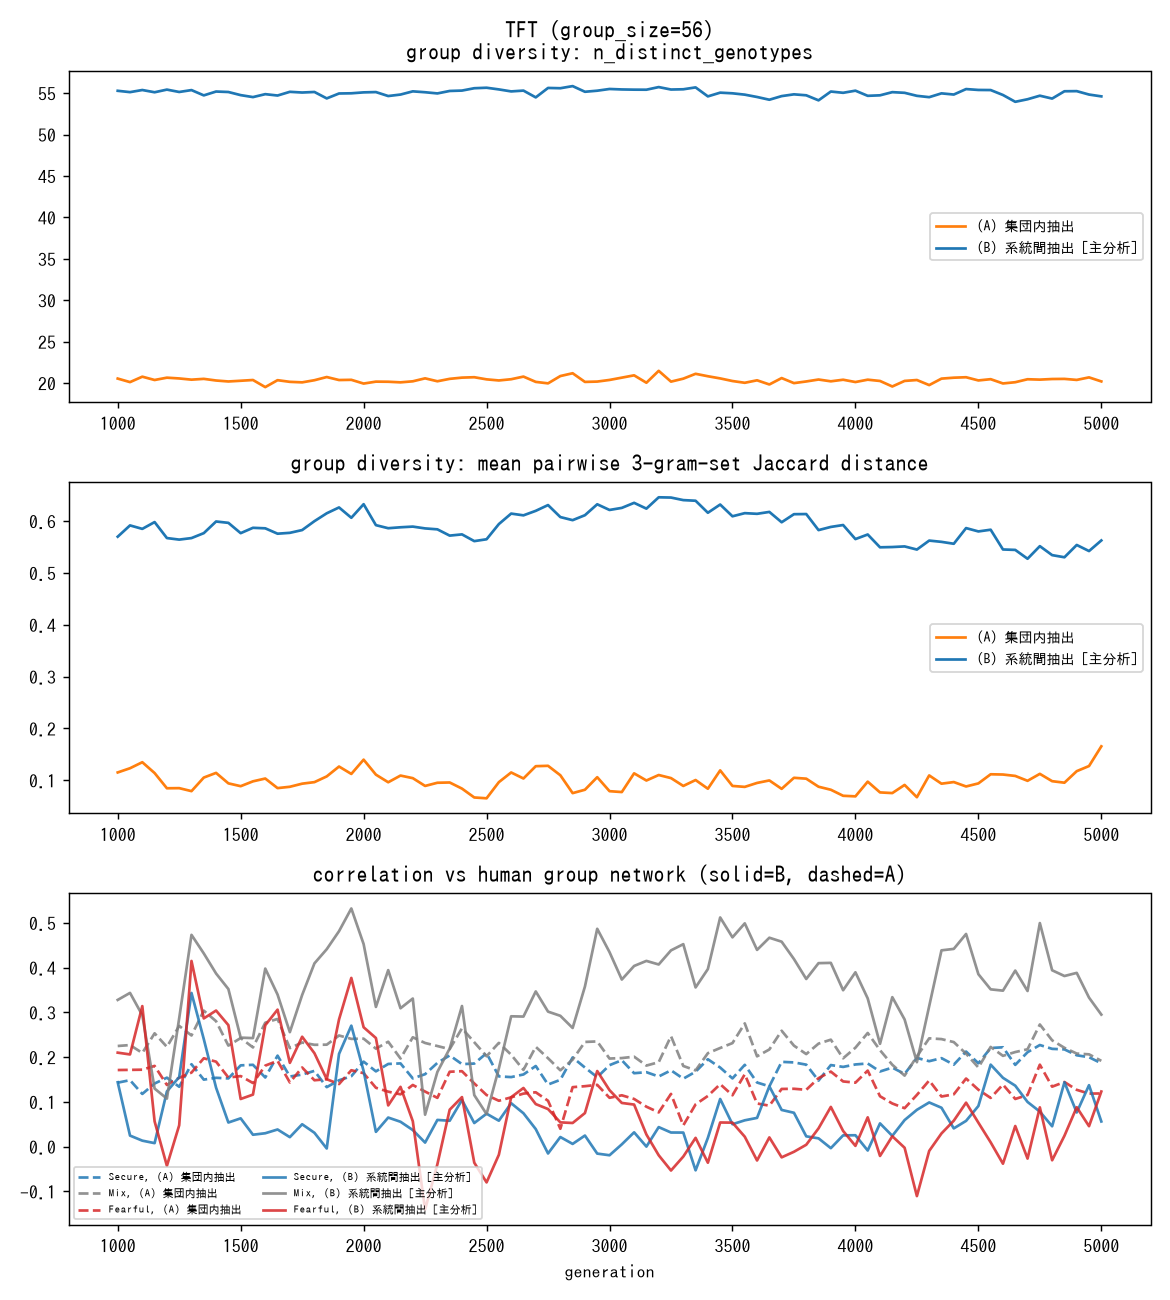 TFT (group_size=56)
group diversity: n_distinct_genotypes
55
50
45
40
35
30
25
20
(A) 集団内抽出
(B) 系統間抽出 [主分析]
1000 1500 2000 2500 3000 3500 4000 4500 5000
group diversity: mean pairwise 3-gram-set Jaccard distance
0.6
0.5
0.4
0.3
0.2
0.1
(A) 集団内抽出
(B) 系統間抽出 [主分析]
1000 1500 2000 2500 3000 3500 4000 4500 5000
correlation vs human group network (solid=B, dashed=A)
0.5
0.4
0.3
0.2
0.1
0.0
-0.1
Secure, (A) 集団内抽出 Secure, (B) 系統間抽出 [主分析]
Mix, (A) 集団内抽出 Mix, (B) 系統間抽出 [主分析]
Fearful, (A) 集団内抽出 Fearful, (B) 系統間抽出 [主分析]
1000 1500 2000 2500 3000 3500 4000 4500 5000
generation